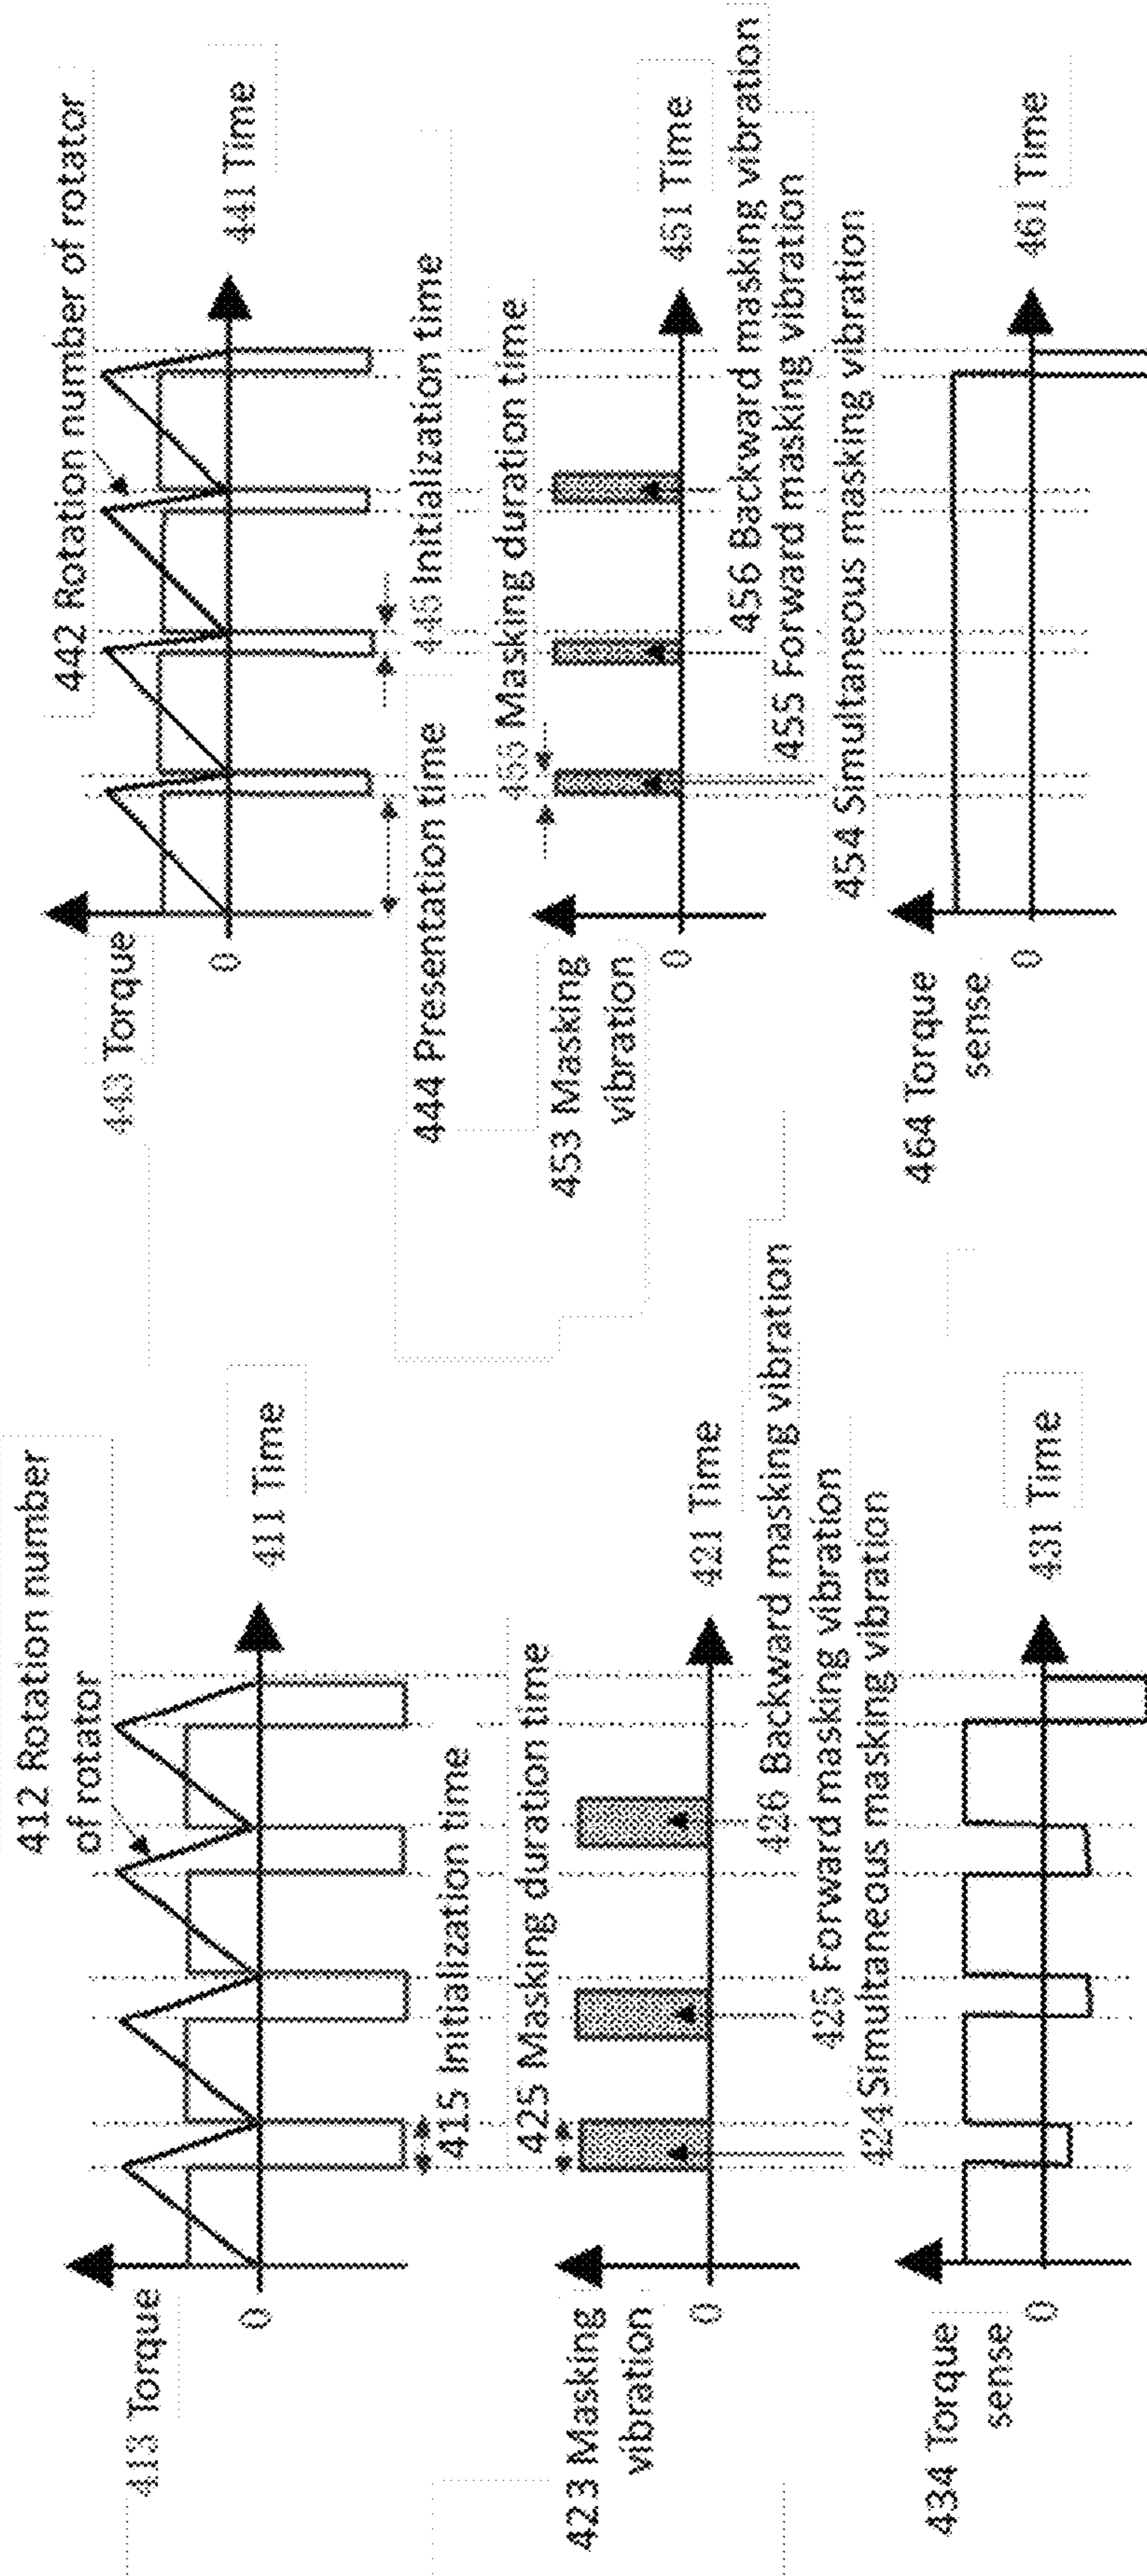 412 Rotation number
of rotator
413 Torque
0
411 Time
415 Initialization time
425 Masking duration time
423 Masking
vibration
0
421 Time
426 Backward masking vibration
425 Forward masking vibration
424 Simultaneous masking vibration
434 Torque
sense
0
431 Time
442 Rotation number of rotator
443 Torque
0
441 Time
444 Presentation time
445 Initialization time
Masking duration time
453 Masking
vibration
0
451 Time
456 Backward masking vibration
455 Forward masking vibration
454 Simultaneous masking vibration
464 Torque
sense
0
461 Time